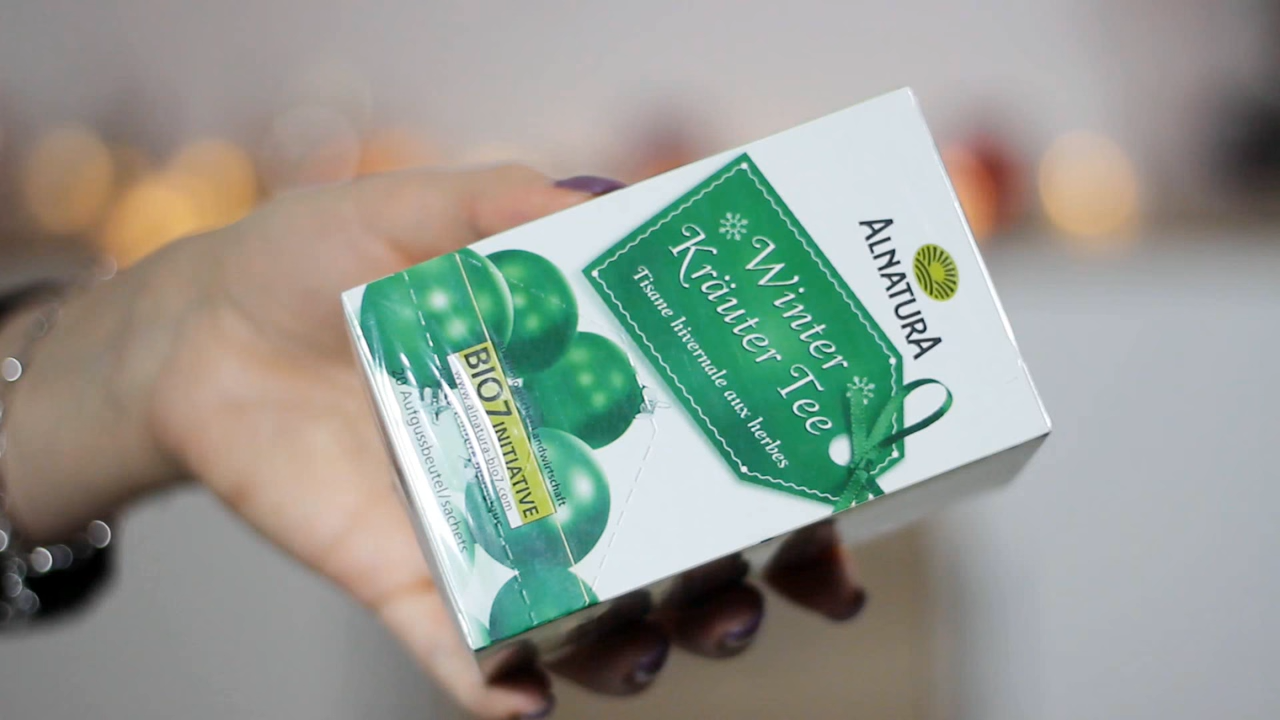 ALNATURA
Winter
Kräuter Tee
Tisane hivernale aux herbes
BIO7 INITIATIVE
www.alnatura-bio7.com
20 Aufgussbeutel/sachets